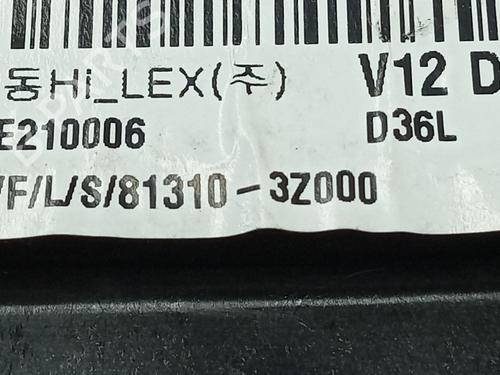 동Hi_LEX(주) V12 D
E210006 D36L
/F/L/S/81310-3Z000